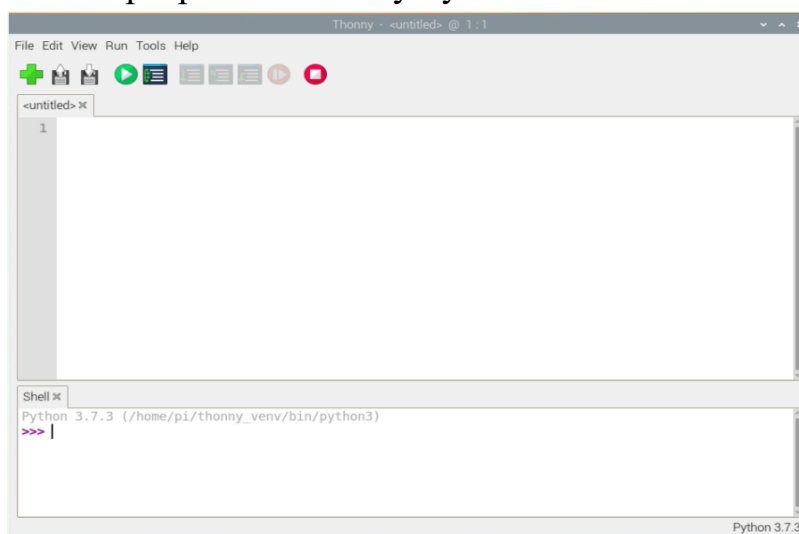 Thonny - <untitled> @ 1:1
File Edit View Run Tools Help
<untitled>
1
Shell
Python 3.7.3 (/home/pi/thonny_venv/bin/python3)
>>>
Python 3.7.3